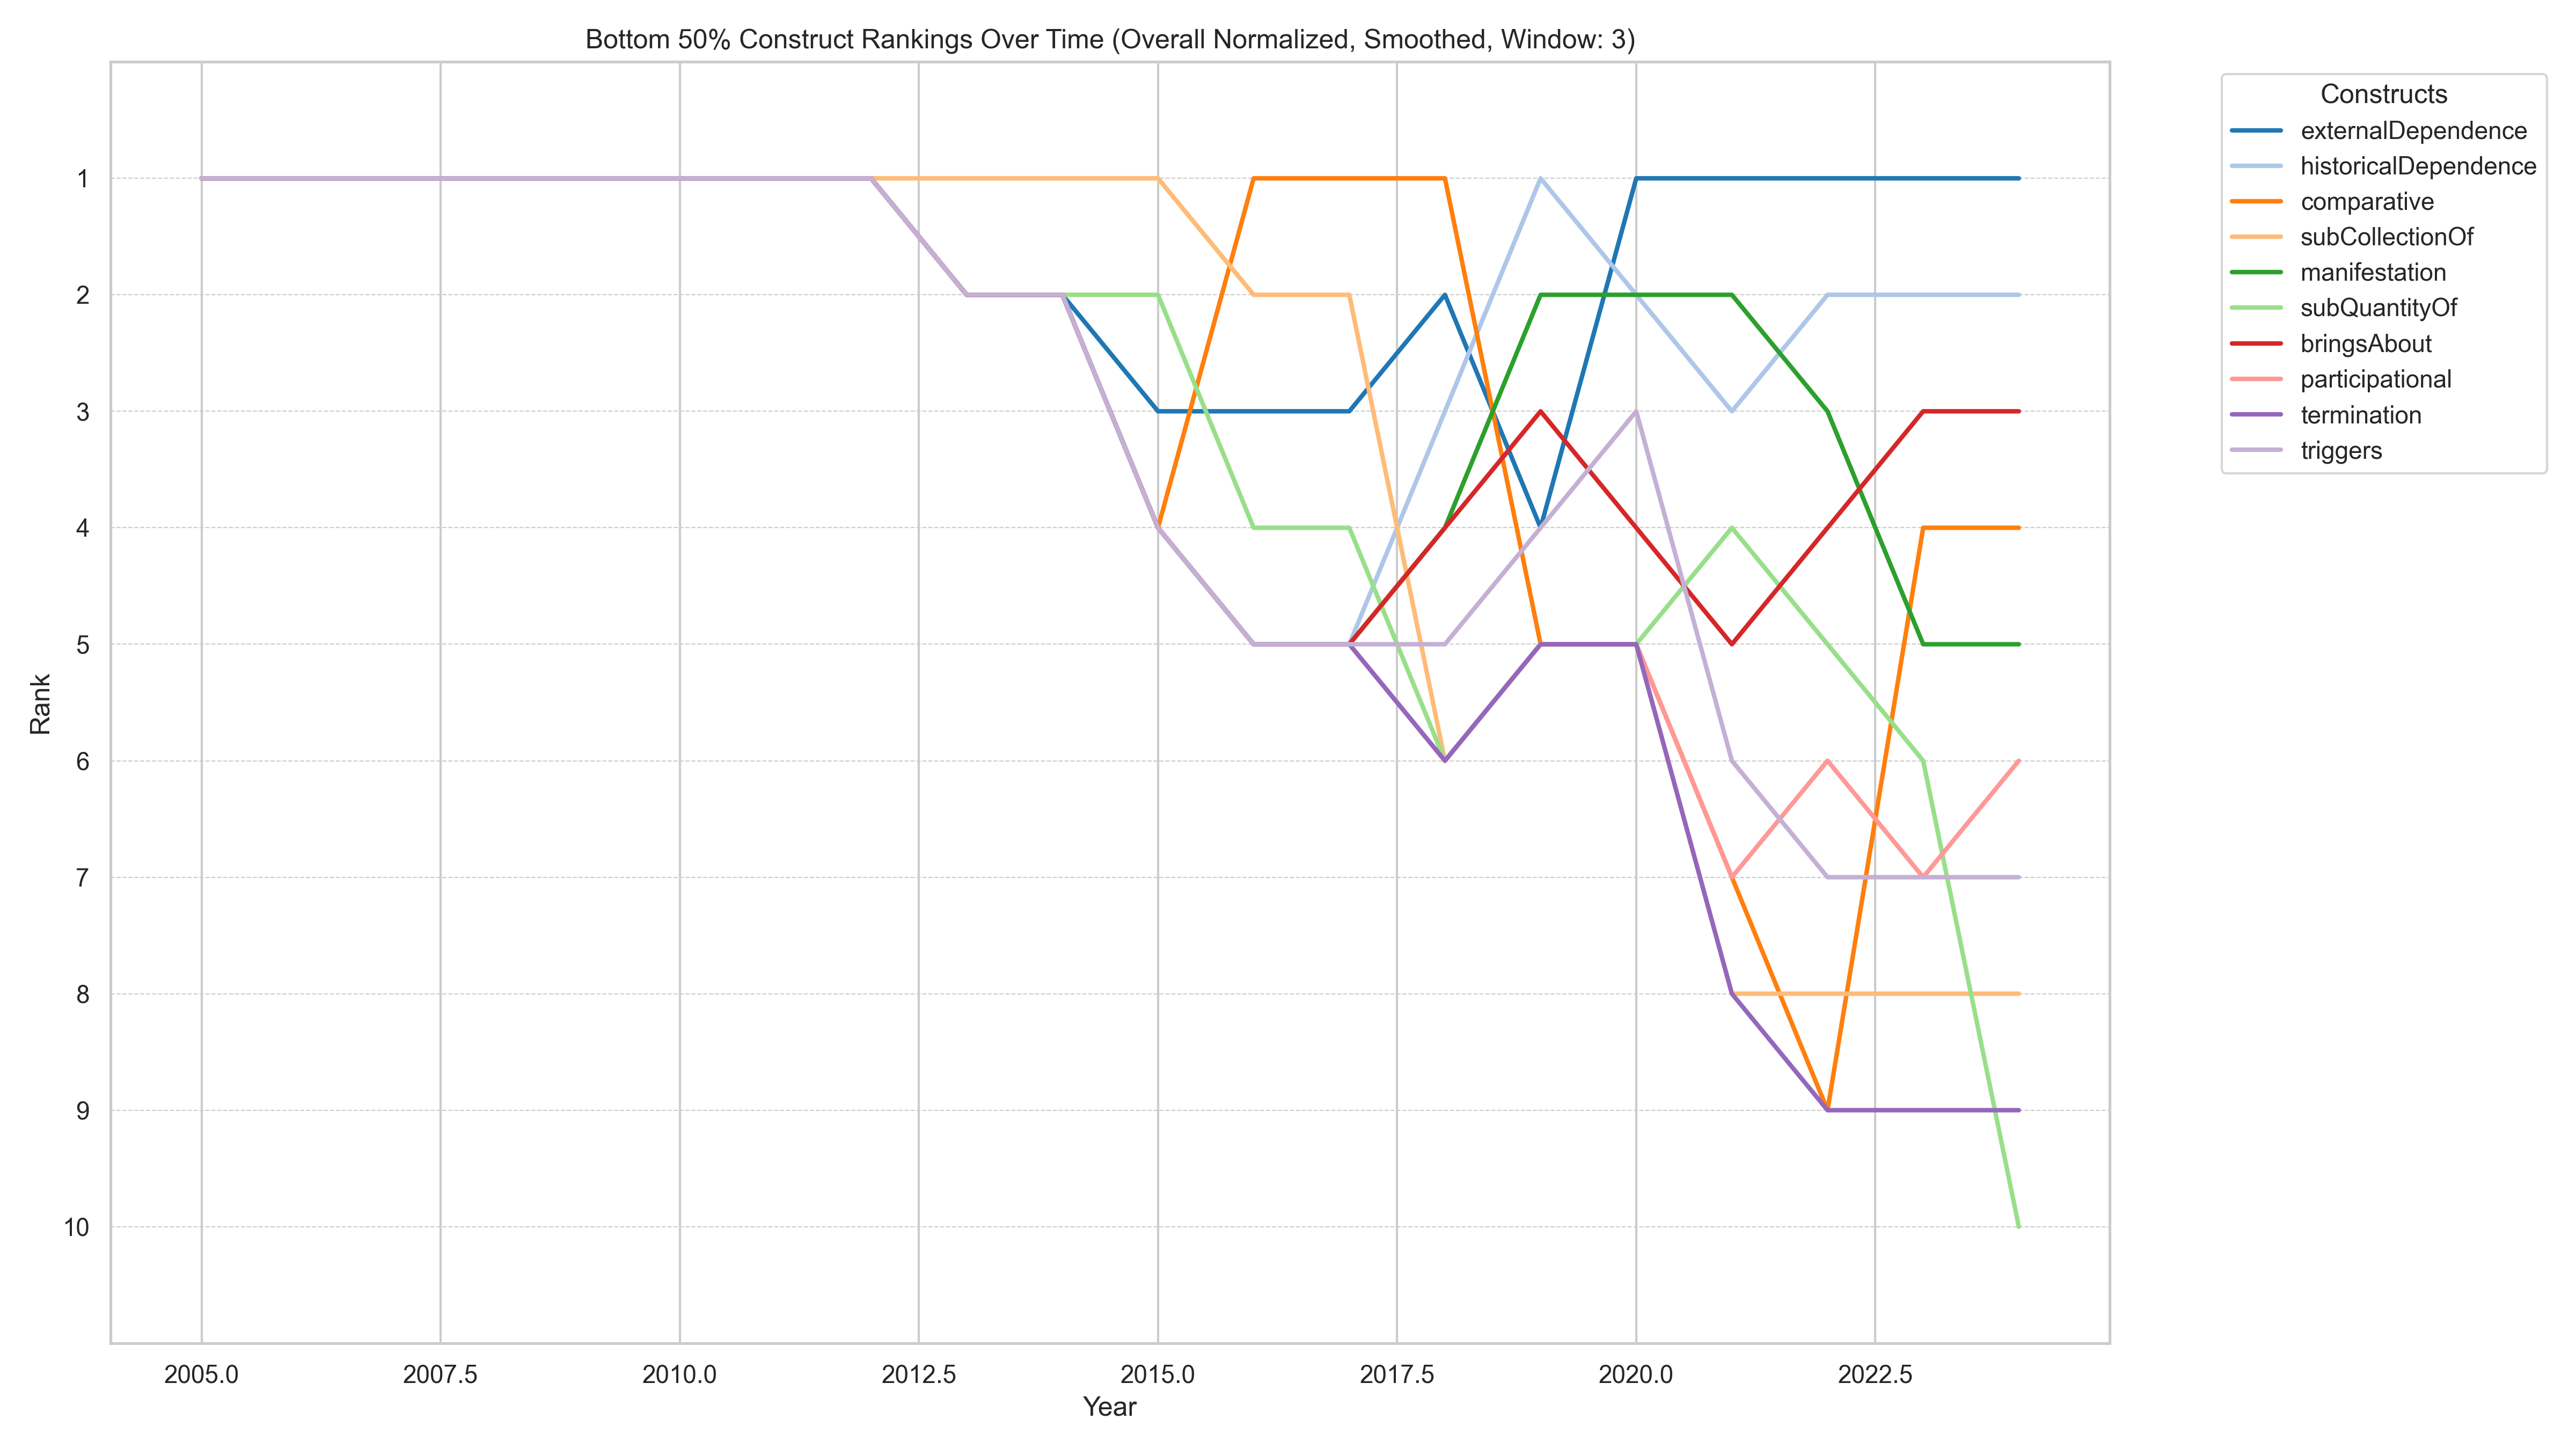 Bottom 50% Construct Rankings Over Time (Overall Normalized, Smoothed, Window: 3)
Constructs
externalDependence
historicalDependence
comparative
subCollectionOf
manifestation
subQuantityOf
bringsAbout
participational
termination
triggers
Rank
1
2
3
4
5
6
7
8
9
10
2005.0 2007.5 2010.0 2012.5 2015.0 2017.5 2020.0 2022.5
Year